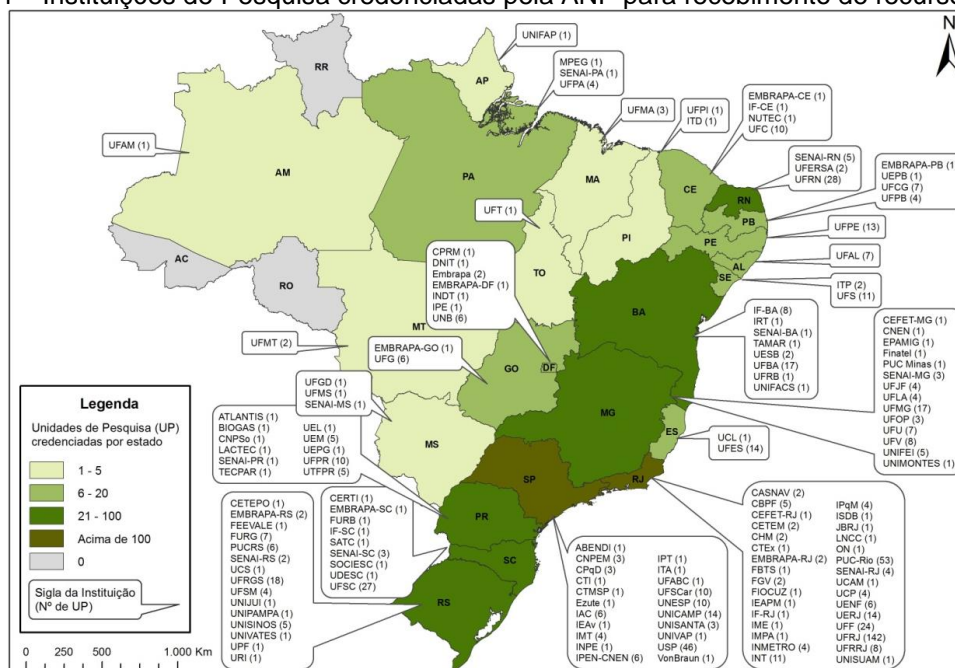 Instituições de Pesquisa credenciadas pela ANP para recebimento de
N
UNIFAP (1)
MPEG (1)
SENAI-PA (1)
UFPA (4)
UFMA (3)
UFPI (1)
ITD (1)
EMBRAPA-CE (1)
IF-CE (1)
NUTEC (1)
UFC (10)
SENAI-RN (5)
UFERSA (2)
UFRN (28)
EMBRAPA-PB (1
UEPB (1)
UFCG (7)
UFPB (4)
UFPE (13)
UFAL (7)
ITP (2)
UFS (11)
UFAM (1)
UFT (1)
CPRM (1)
DNIT (1)
Embrapa (2)
EMBRAPA-DF (1)
INDT (1)
IPE (1)
UNB (6)
UFMT (2)
EMBRAPA-GO (1)
UFG (6)
IF-BA (8)
IRT (1)
SENAI-BA (1)
TAMAR (1)
UESB (2)
UFBA (17)
UFRB (1)
UNIFACS (1)
CEFET-MG (1)
CNEN (1)
EPAMIG (1)
Finatel (1)
PUC Minas (1)
SENAI-MG (3)
UFJF (4)
UFLA (4)
UFMG (17)
UFOP (3)
UFU (7)
UFV (8)
UNIFEI (5)
UNIMONTES (1)
UCL (1)
UFES (14)
UFGD (1)
UFMS (1)
SENAI-MS (1)
ATLANTIS (1)
BIOGAS (1)
CNPSo (1)
LACTEC (1)
SENAI-PR (1)
TECPAR (1)
UEL (1)
UEM (5)
UEPG (1)
UFPR (10)
UTFPR (5)
CETEPO (1)
EMBRAPA-RS (2)
FEEVALE (1)
FURG (7)
PUCRS (6)
SENAI-RS (2)
UCS (1)
UFRGS (18)
UFSM (4)
UNIJUI (1)
UNIPAMPA (1)
UNISINOS (5)
UNIVATES (1)
UPF (1)
URI (1)
CERTI (1)
EMBRAPA-SC (1)
FURB (1)
IF-SC (1)
SATC (1)
SENAI-SC (3)
SOCIESC (1)
UDESC (1)
UFSC (27)
ABENDI (1)
CNPEM (3)
CPqD (3)
CTI (1)
CTMSP (1)
Ezute (1)
IAC (6)
IEAv (1)
IMT (4)
INPE (1)
IPEN-CNEN (6)
IPT (1)
ITA (1)
UFABC (1)
UFSCar (10)
UNESP (10)
UNICAMP (14)
UNISANTA (3)
UNIVAP (1)
USP (46)
VonBraun (1)
CASNAV (2)
CBPF (5)
CEFET-RJ (1)
CETEM (2)
CHM (2)
CTEx (1)
EMBRAPA-RJ (2)
FBTS (1)
FGV (2)
FIOCUZ (1)
IEAPM (1)
IF-RJ (1)
IME (1)
IMPA (1)
INMETRO (4)
INT (11)
IPqM (4)
ISDB (1)
JBRJ (1)
LNCC (1)
ON (1)
PUC-Rio (53)
SENAI-RJ (4)
UCAM (1)
UCP (4)
UENF (6)
UERJ (14)
UFF (24)
UFRJ (142)
UFRRJ (8)
UNISUAM (1)
RR
AP
AM
PA
MA
CE
RN
PB
PE
AL
SE
PI
TO
AC
RO
MT
BA
GO
DF
MG
ES
MS
SP
RJ
PR
SC
RS
Legenda
Unidades de Pesquisa (UP)
credenciadas por estado
1 - 5
6 - 20
21 - 100
Acima de 100
0
Sigla da Instituição
(Nº de UP)
0 250 500 1.000 Km